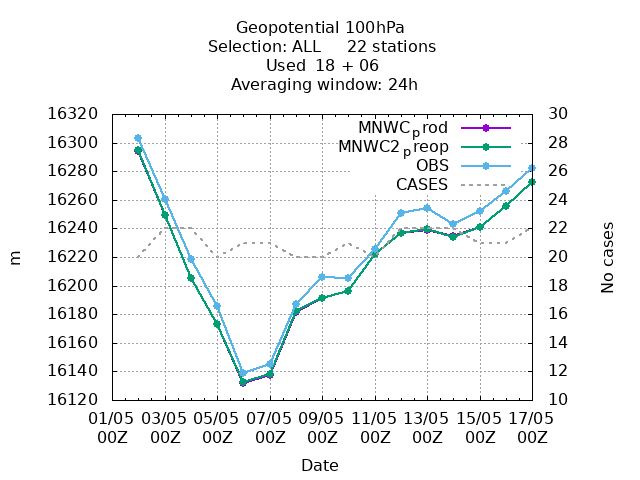 Geopotential 100hPa
Selection: ALL     22 stations
Used  18 + 06
Averaging window: 24h
16320 30
MNWCprod
16300 28
MNWC2preop
16280 OBS 26
16260 CASES 24
16240 22
16220 20
m
No cases
16200 18
16180 16
16160 14
16140 12
16120 10
01/05 03/05 05/05 07/05 09/05 11/05 13/05 15/05 17/05
00Z 00Z 00Z 00Z 00Z 00Z 00Z 00Z 00Z
Date